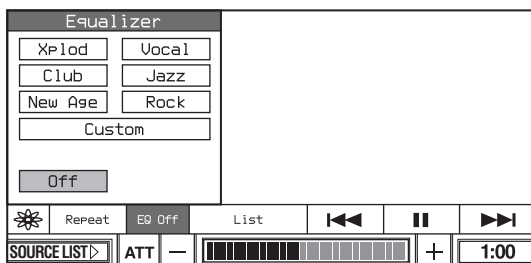 Equalizer
Xplod Vocal
Club Jazz
New Age Rock
Custom
Off
Repeat EQ Off List
SOURCE LIST ATT 1:00